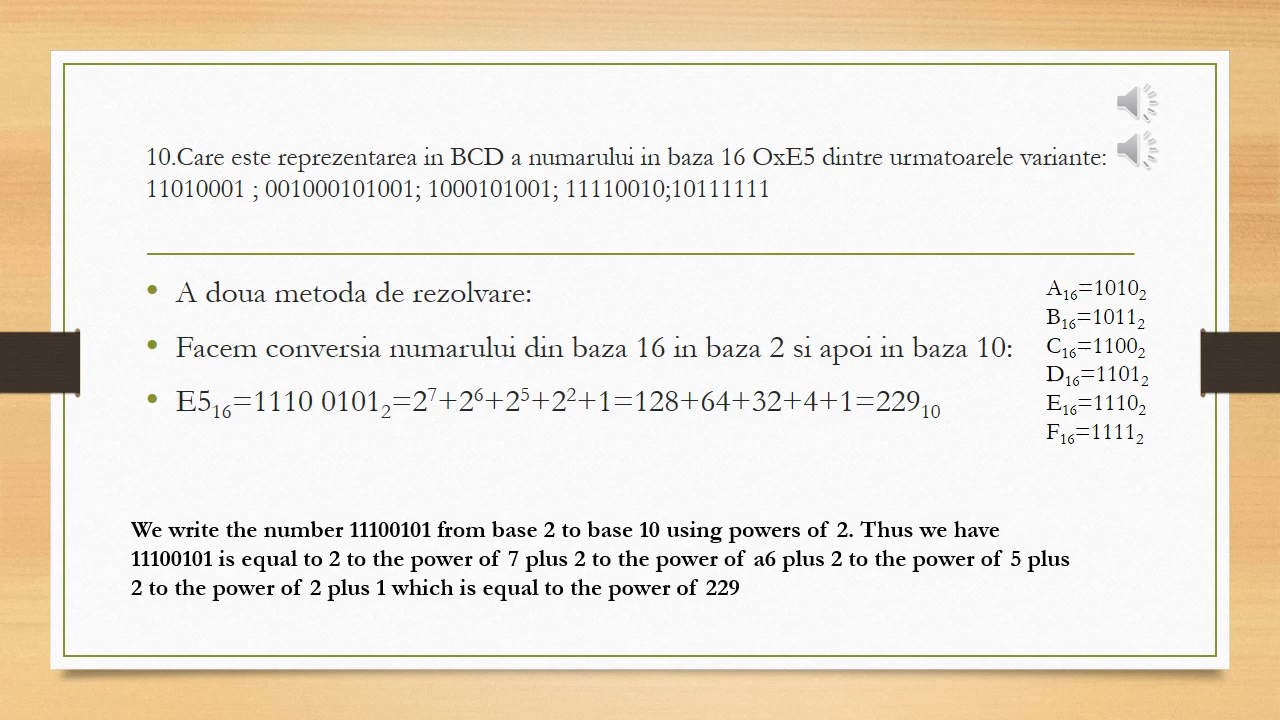 10.Care este reprezentarea in BCD a numarului in baza 16 OxE5 dintre urmatoarele variante:
11010001 ; 001000101001; 1000101001; 11110010;10111111
• A doua metoda de rezolvare:
• Facem conversia numarului din baza 16 in baza 2 si apoi in baza 10:
• E5₁₆=1110 0101₂=2⁷+2⁶+2⁵+2²+1=128+64+32+4+1=229₁₀
A₁₆=1010₂
B₁₆=1011₂
C₁₆=1100₂
D₁₆=1101₂
E₁₆=1110₂
F₁₆=1111₂
We write the number 11100101 from base 2 to base 10 using powers of 2. Thus we have
11100101 is equal to 2 to the power of 7 plus 2 to the power of a6 plus 2 to the power of 5 plus
2 to the power of 2 plus 1 which is equal to the power of 229